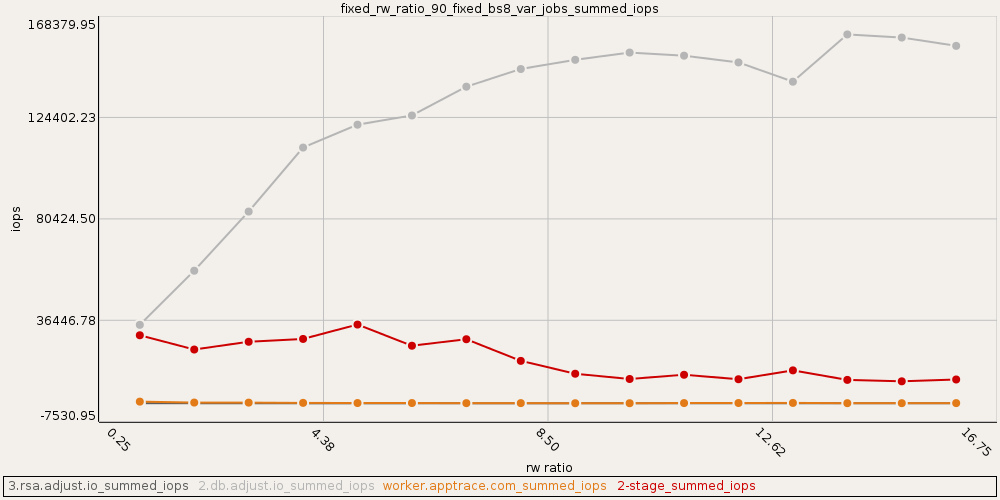 fixed_rw_ratio_90_fixed_bs8_var_jobs_summed_iops
168379.95
124402.23
80424.50
36446.78
-7530.95
iops
0.25 4.38 8.50 12.62 16.75
rw ratio
3.rsa.adjust.io_summed_iops 2.db.adjust.io_summed_iops worker.apptrace.com_summed_iops 2-stage_summed_iops